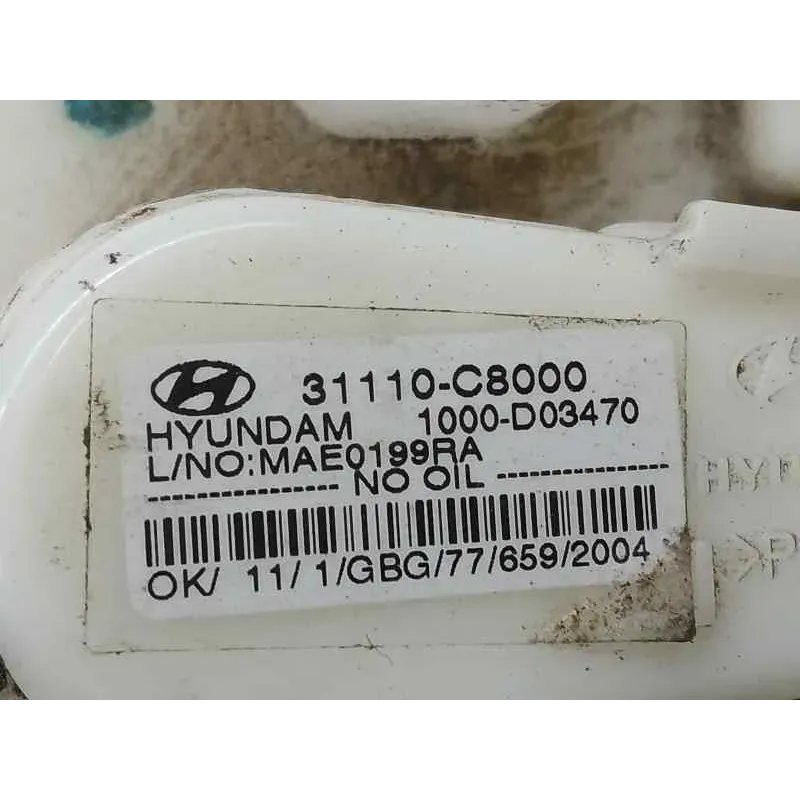 31110-C8000
HYUNDAM 1000-D03470
L/NO:MAE0199RA
NO OIL
OK/ 11/ 1/GBG/77/659/2004